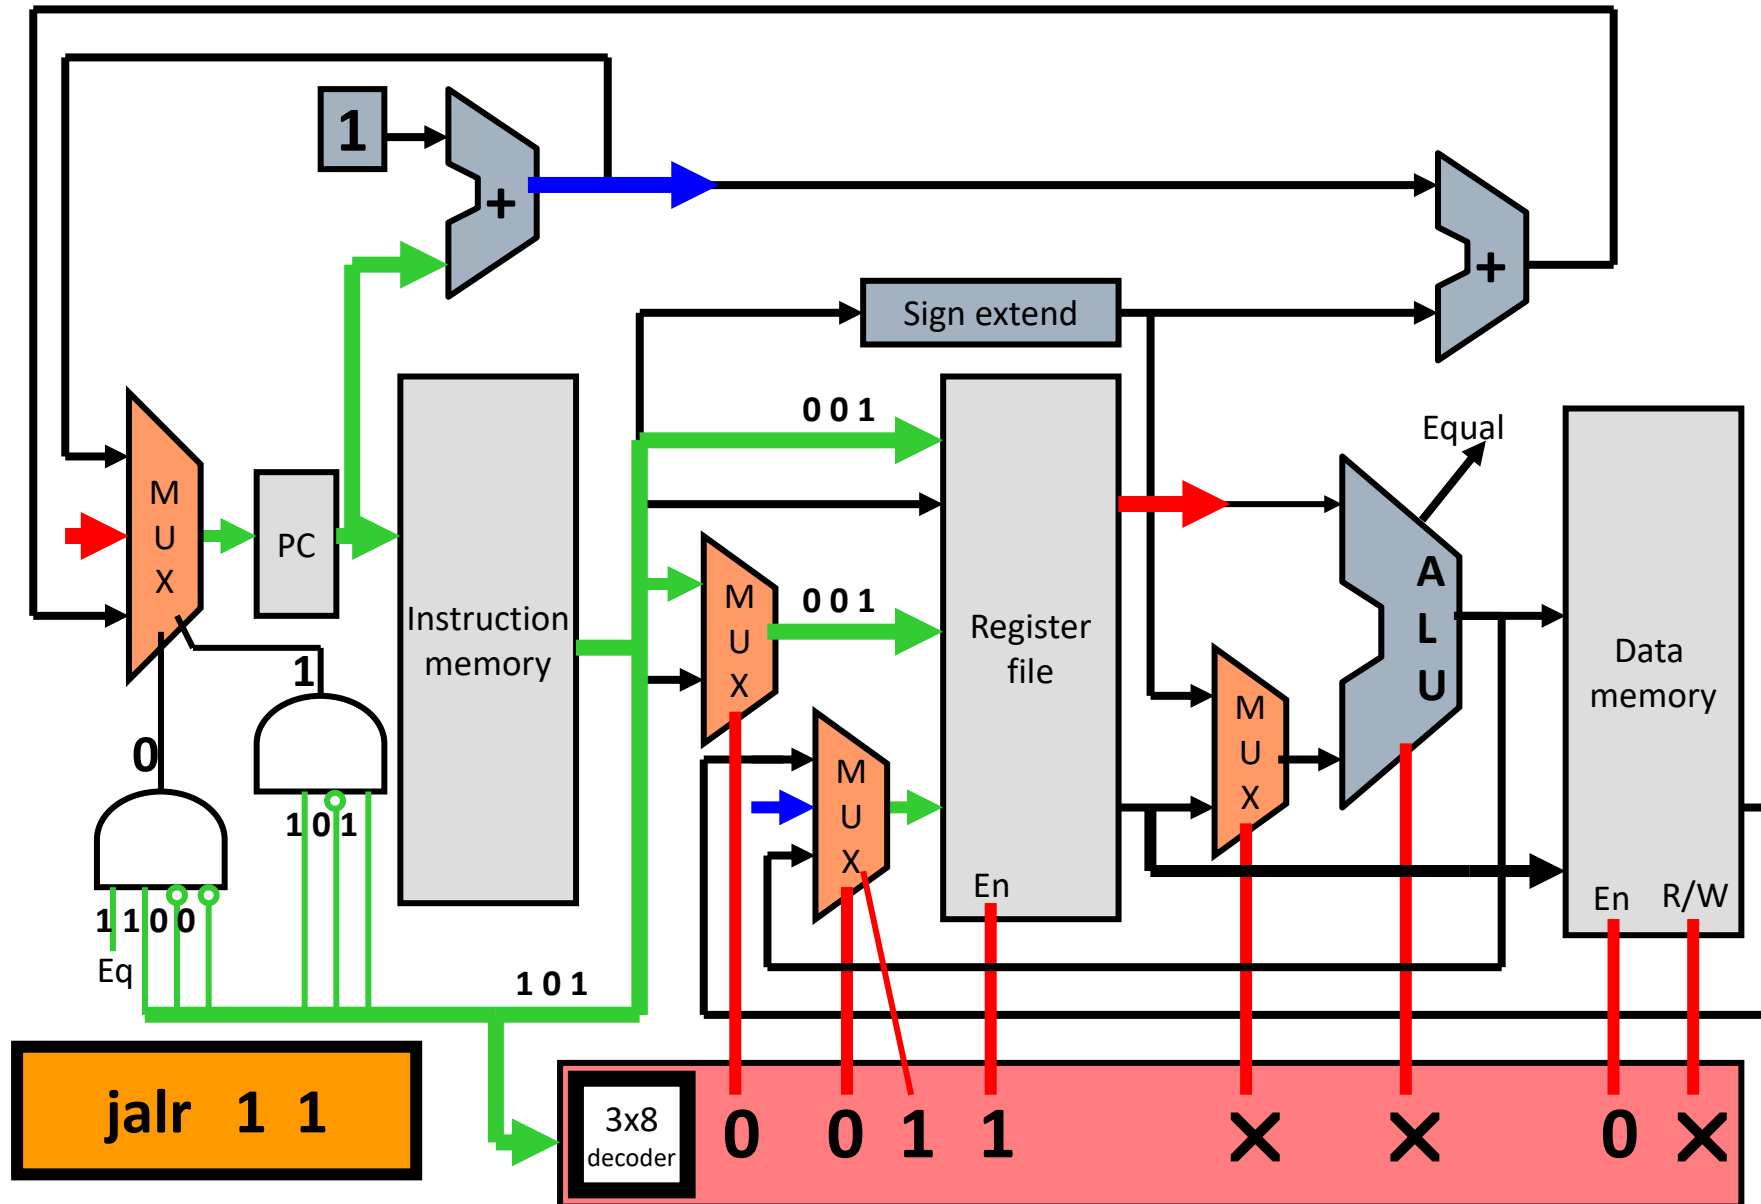 1
+
+
Sign extend
0 0 1
Equal
M
U
X
PC
Instruction
memory
M
U
X
0 0 1
Register
file
En
A
L
U
Data
memory
En R/W
M
U
X
M
U
X
1
0
1 0 1
1 1 0 0
Eq
1 0 1
jalr 1 1
3x8
decoder
0 0 1 1 X X 0 X